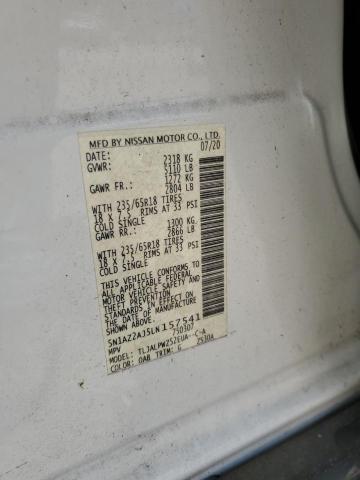 MFD BY NISSAN MOTOR CO., LTD.
DATE: 07/20
GVWR: 2318 KG
5110 LB
GAWR FR.: 1272 KG
2804 LB
WITH 235/65R18 TIRES
18 X 7.5 RIMS AT 33 PSI
COLD SINGLE
GAWR RR.: 1300 KG
2866 LB
WITH 235/65R18 TIRES
18 X 7.5 RIMS AT 33 PSI
COLD SINGLE
THIS VEHICLE CONFORMS TO
ALL APPLICABLE FEDERAL
MOTOR VEHICLE SAFETY AND
THEFT PREVENTION STANDARDS
IN EFFECT ON THE DATE OF
MANUFACTURE SHOWN ABOVE.
5N1AZ2AJ5LN157541
MPV 750307
MODEL: TLJALPWZ52EUA--C-A
COLOR: QAB TRIM: G Z530A